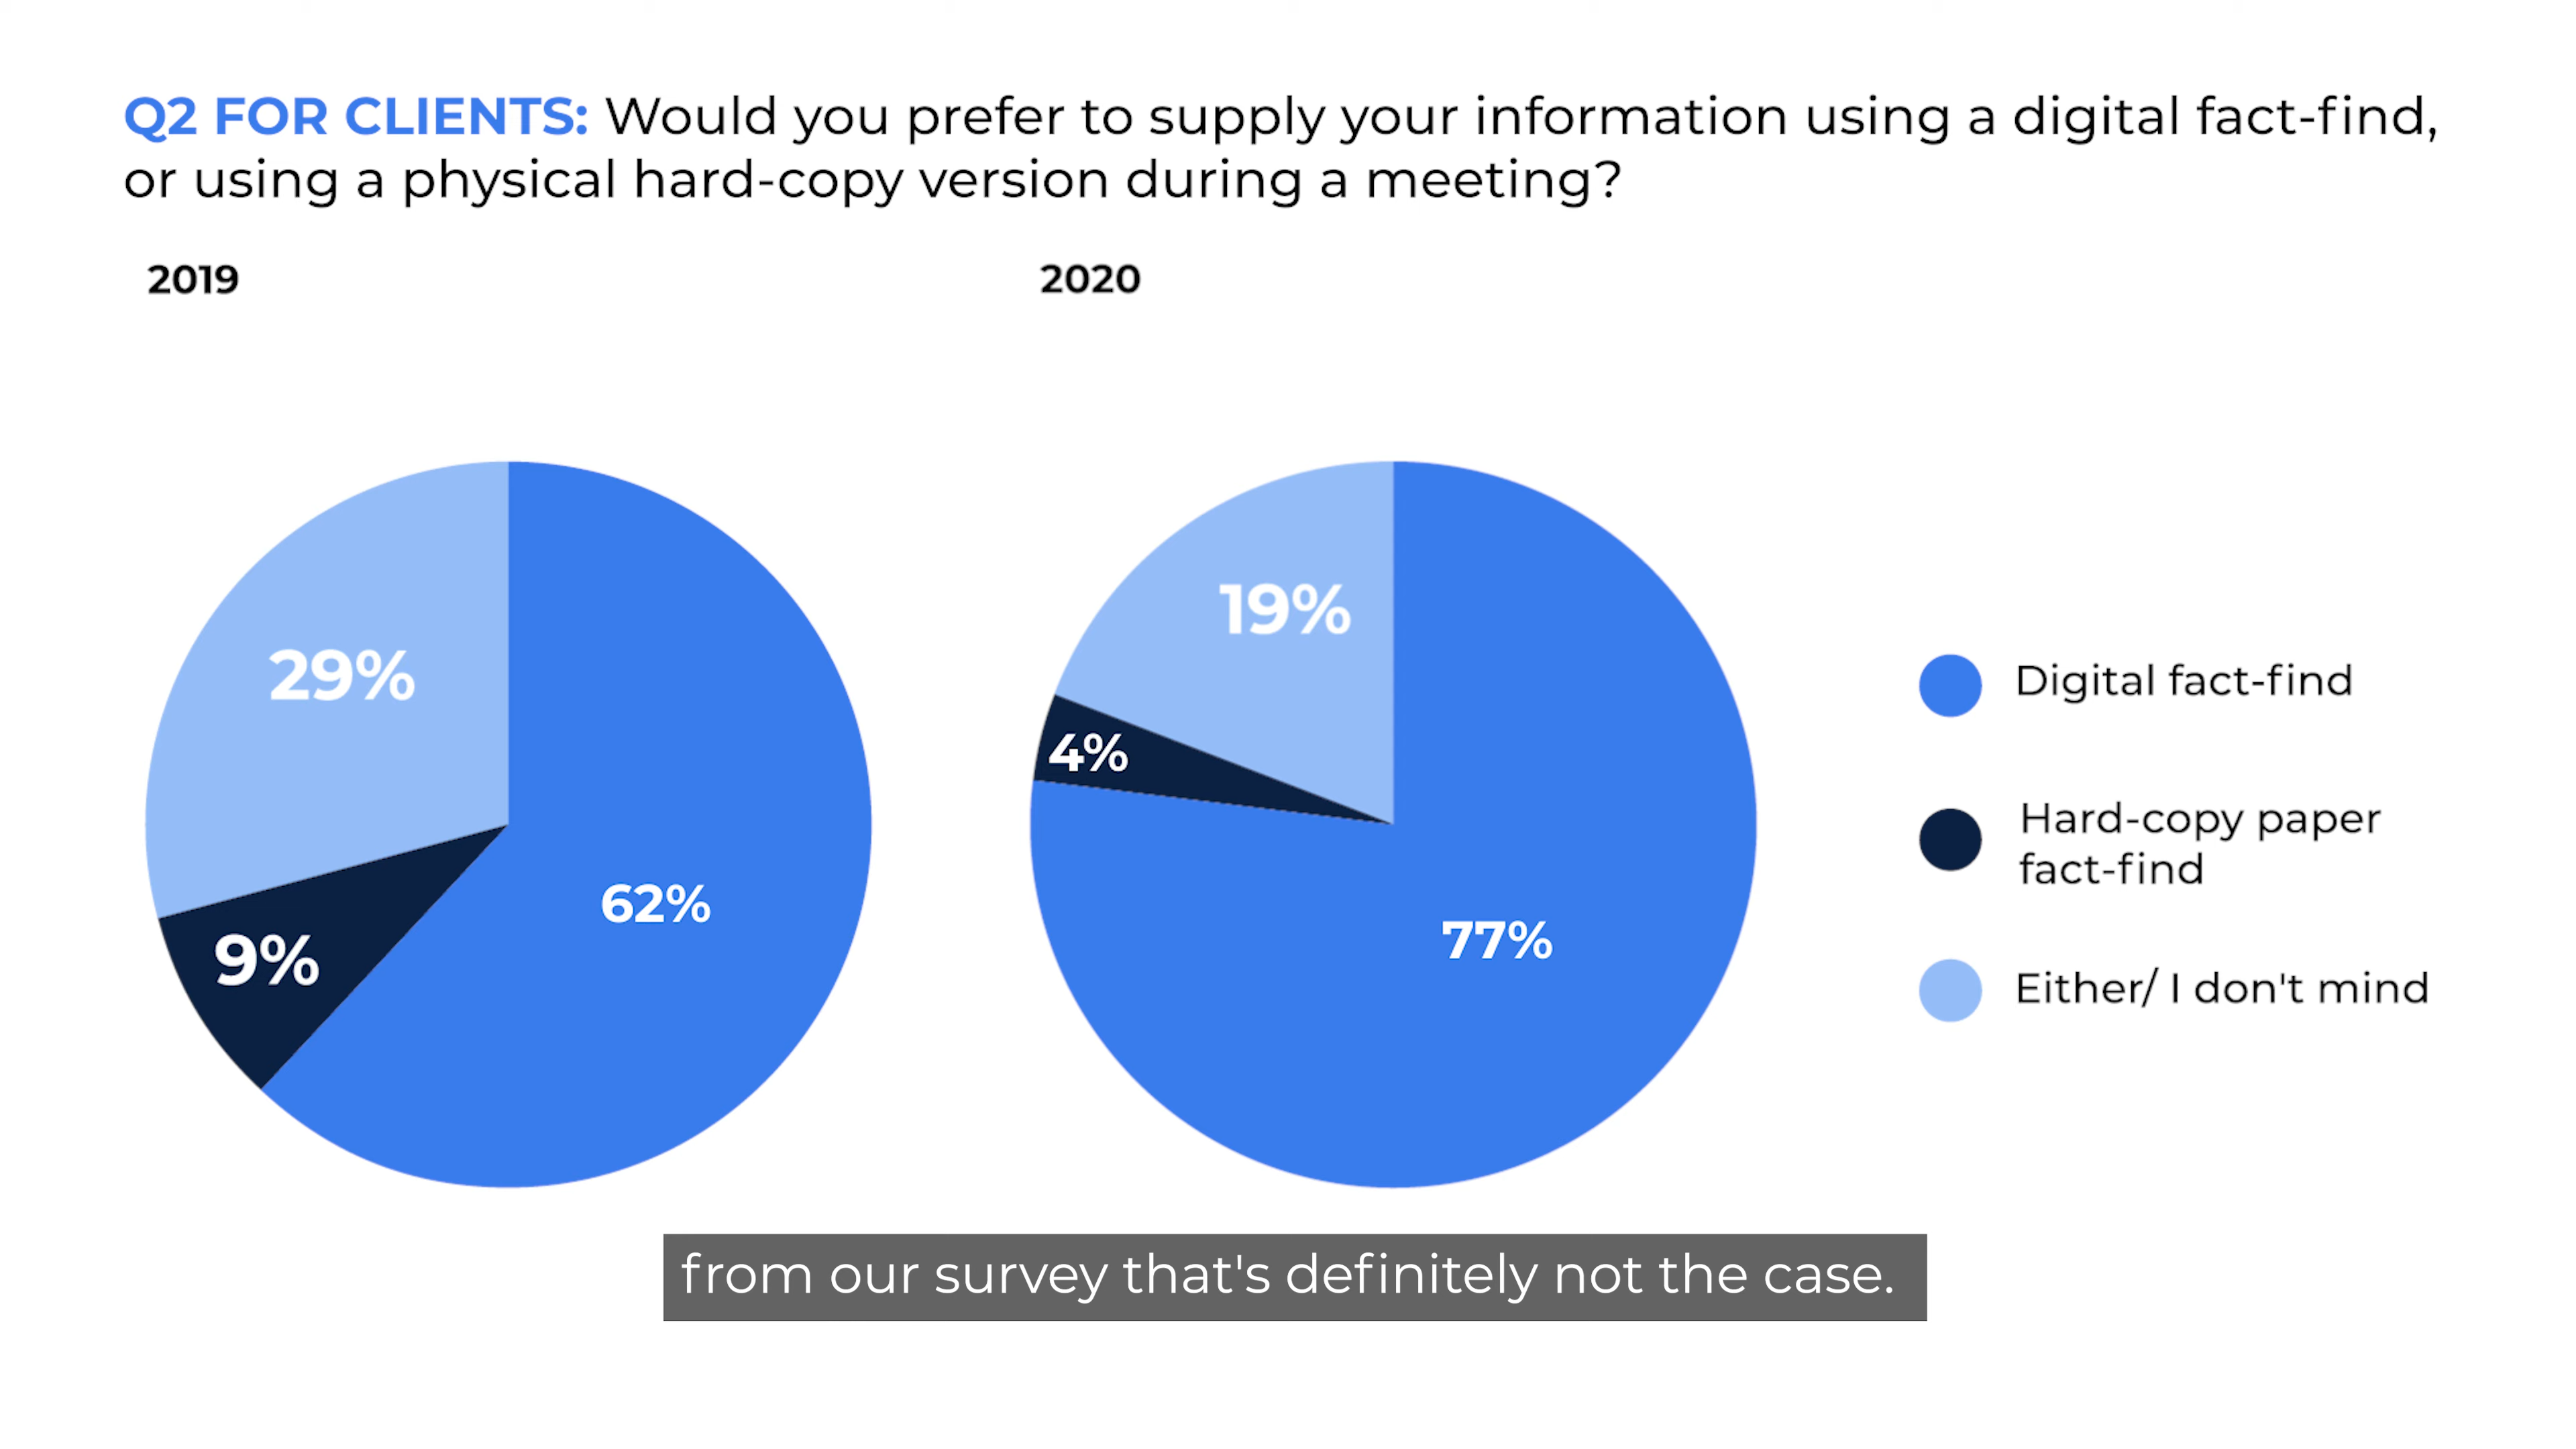 Q2 FOR CLIENTS: Would you prefer to supply your information using a digital fact-find,
or using a physical hard-copy version during a meeting?
2019
2020
29%
9%
62%
19%
4%
77%
Digital fact-find
Hard-copy paper
fact-find
Either/ I don't mind
from our survey that's definitely not the case.